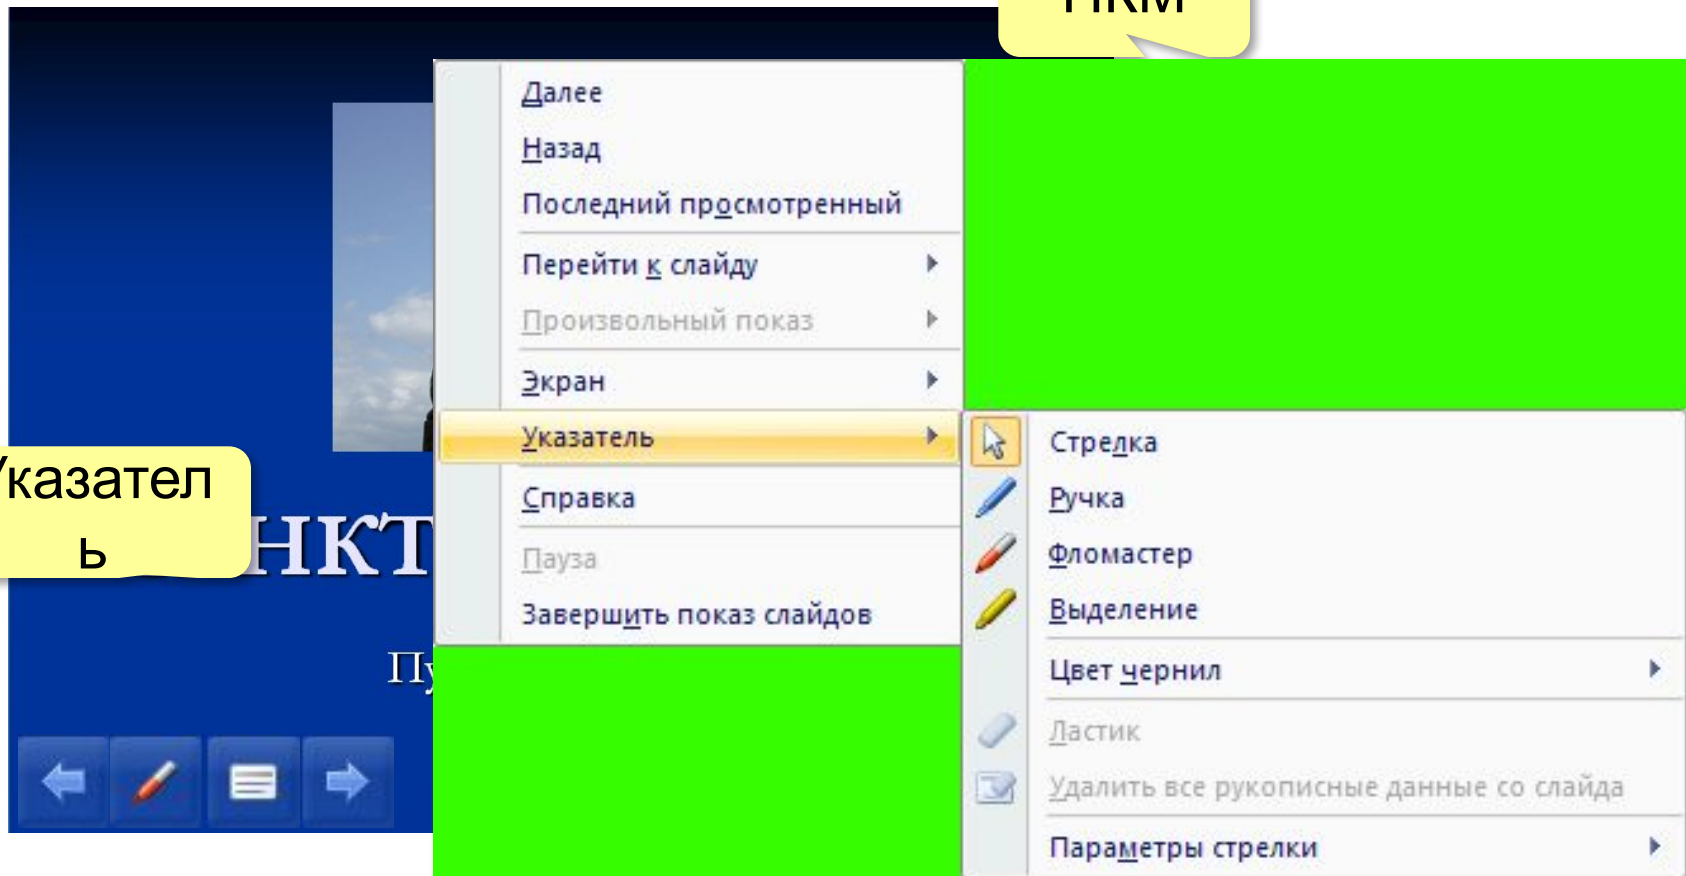 ПКМ
Далее
Назад
Последний просмотренный
Перейти к слайду
Произвольный показ
Экран
Указатель
Справка
Пауза
Завершить показ слайдов
Стрелка
Ручка
Фломастер
Выделение
Цвет чернил
Ластик
Удалить все рукописные данные со слайда
Параметры стрелки
Указател
ь
нкт
Пу